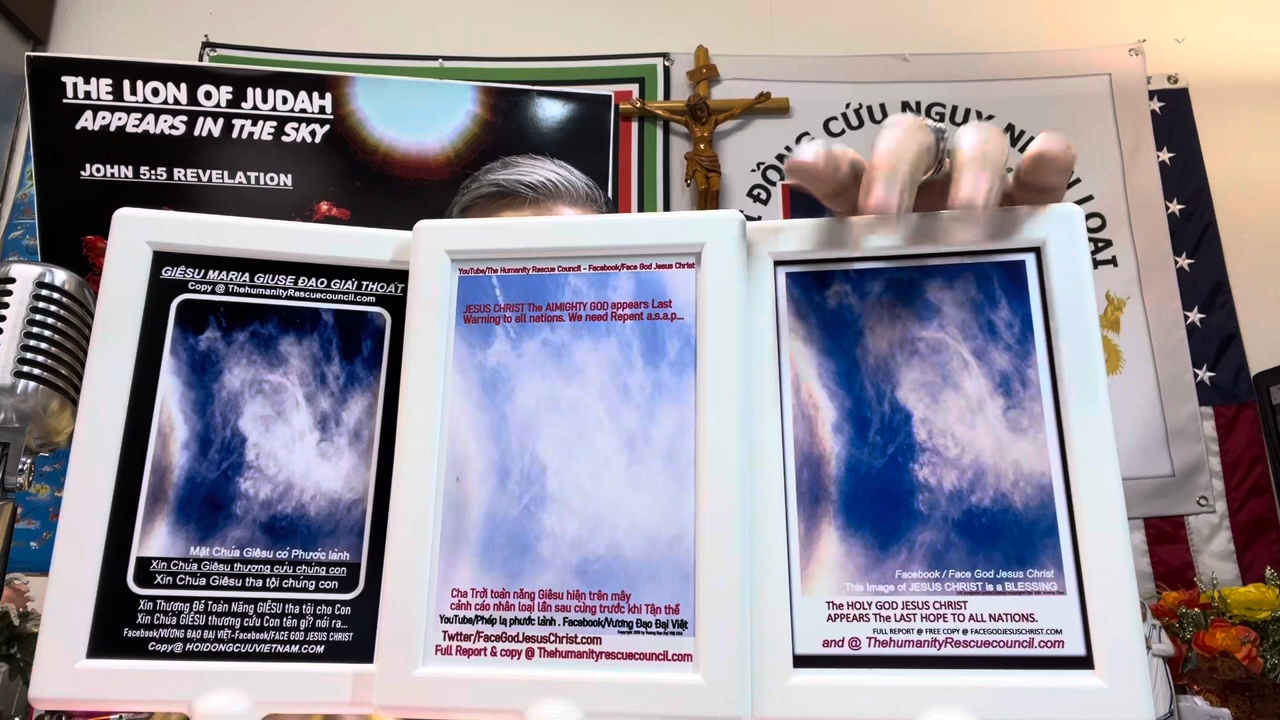 THE LION OF JUDAH
APPEARS IN THE SKY
JOHN 5:5 REVELATION
ĐỒNG CỨU NGUY
LOẠI
GIÊSU MARIA GIUSE ĐẠO GIẢI THOÁT
Copy @ ThehumanityRescuecouncil.com
Mặt Chúa Giêsu có Phước lành
Xin Chúa Giêsu thương cứu chúng con
Xin Chúa Giêsu tha tội chúng con
Xin Thượng Đế Toàn Năng GIÊSU tha tội cho Con
Xin Chúa GIÊSU thương cứu Con tên gì? nói ra...
Facebook/VƯƠNG ĐẠO ĐẠI VIỆT-Facebook/FACE GOD JESUS CHRIST
Copy@ HOIDONGCUUVIETNAM.COM
YouTube/The Humanity Rescue Council - Facebook/Face God Jesus Christ
JESUS CHRIST The AlMIGHTY GOD appears Last
Warning to all nations. We need Repent a.s.a.p...
Cha Trời toàn năng Giêsu hiện trên mây
cảnh cáo nhân loại lần sau cùng trước khi Tận thế
YouTube/Phép lạ phước lành . Facebook/Vương Đạo Đại Việt
Twtter/FaceGodJesusChrist.com
Full Report & copy @ Thehumanityrescuecouncil.com
Facebook / Face God Jesus Christ
This Image of JESUS CHRIST is a BLESSING
The HOLY GOD JESUS CHRIST
APPEARS The LAST HOPE TO ALL NATIONS.
FULL REPORT @ FREE COPY @ FACEGODJESUSCHRIST.COM
and @ ThehumanityRescuecouncil.com